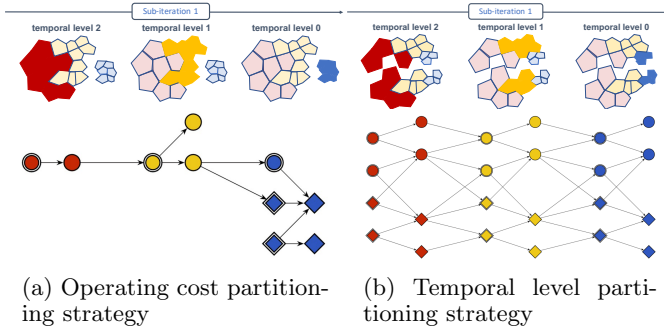 Sub-iteration 1
temporal level 2 temporal level 1 temporal level 0
Sub-iteration 1
temporal level 2 temporal level 1 temporal level 0
(a) Operating cost partition-
ing strategy
(b) Temporal level parti-
tioning strategy